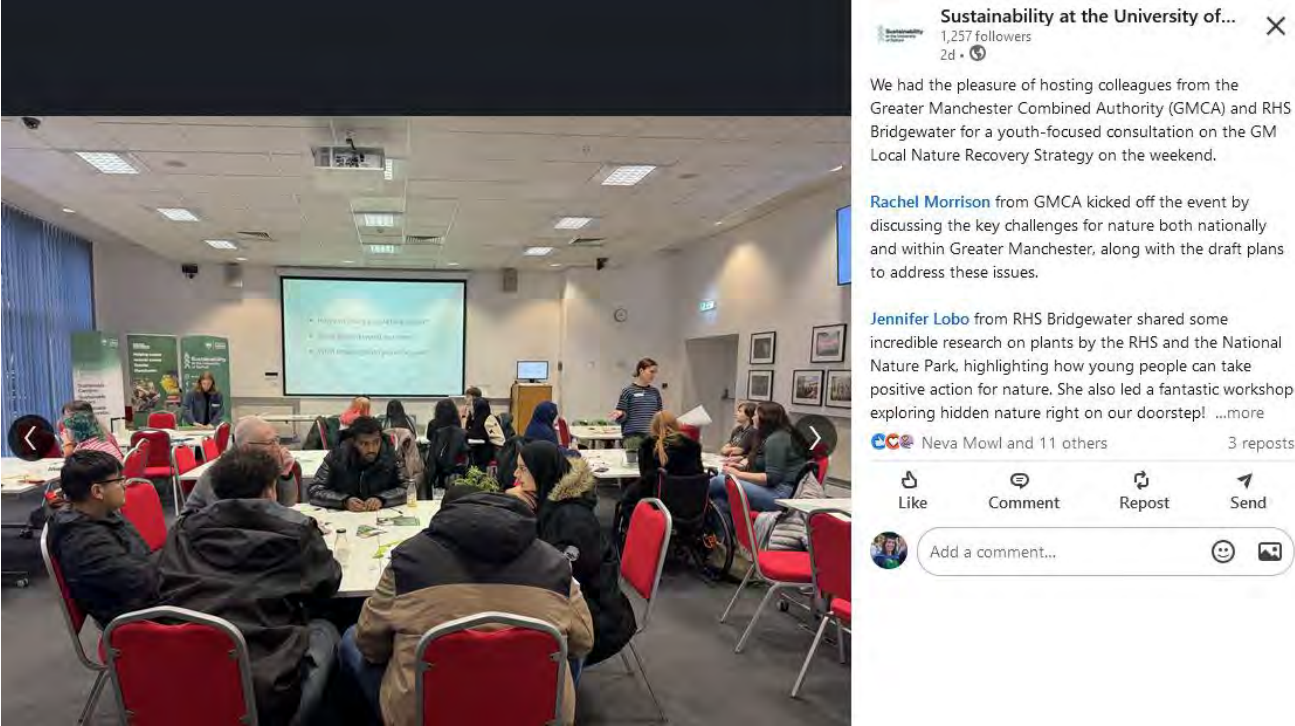 Sustainability at the University of...
1,257 followers
2d •
We had the pleasure of hosting colleagues from the
Greater Manchester Combined Authority (GMCA) and RHS
Bridgewater for a youth-focused consultation on the GM
Local Nature Recovery Strategy on the weekend.
Rachel Morrison from GMCA kicked off the event by
discussing the key challenges for nature both nationally
and within Greater Manchester, along with the draft plans
to address these issues.
Jennifer Lobo from RHS Bridgewater shared some
incredible research on plants by the RHS and the National
Nature Park, highlighting how young people can take
positive action for nature. She also led a fantastic workshop
exploring hidden nature right on our doorstep! ...more
Neva Mowl and 11 others 3 reposts
Like Comment Repost Send
Add a comment...
Sustainability